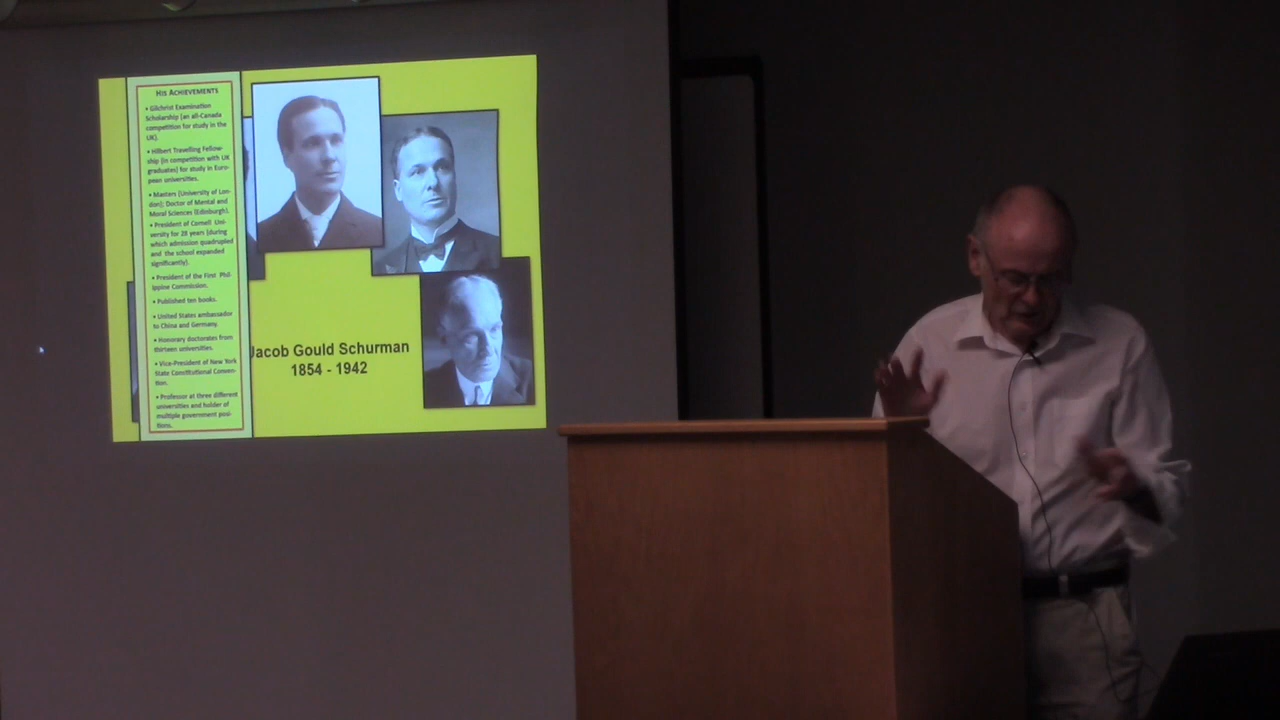 HIS ACHIEVEMENTS
• Gilchrist Examination
Scholarship (an all-Canada
competition for study in the
UK).
• Hilbert Travelling Fellow-
ship (in competition with UK
graduates) for study in Euro-
pean universities.
• Masters (University of Lon-
don); Doctor of Mental and
Moral Sciences (Edinburgh).
• President of Cornell Uni-
versity for 28 years (during
which admission quadrupled
and the school expanded
significantly).
• President of the First Phil-
ippine Commission.
• Published ten books.
• United States ambassador
to China and Germany.
• Honorary doctorates from
thirteen universities.
• Vice-President of New York
State Constitutional Conven-
tion.
• Professor at three different
universities and holder of
multiple government posi-
tions.
Jacob Gould Schurman
1854 - 1942